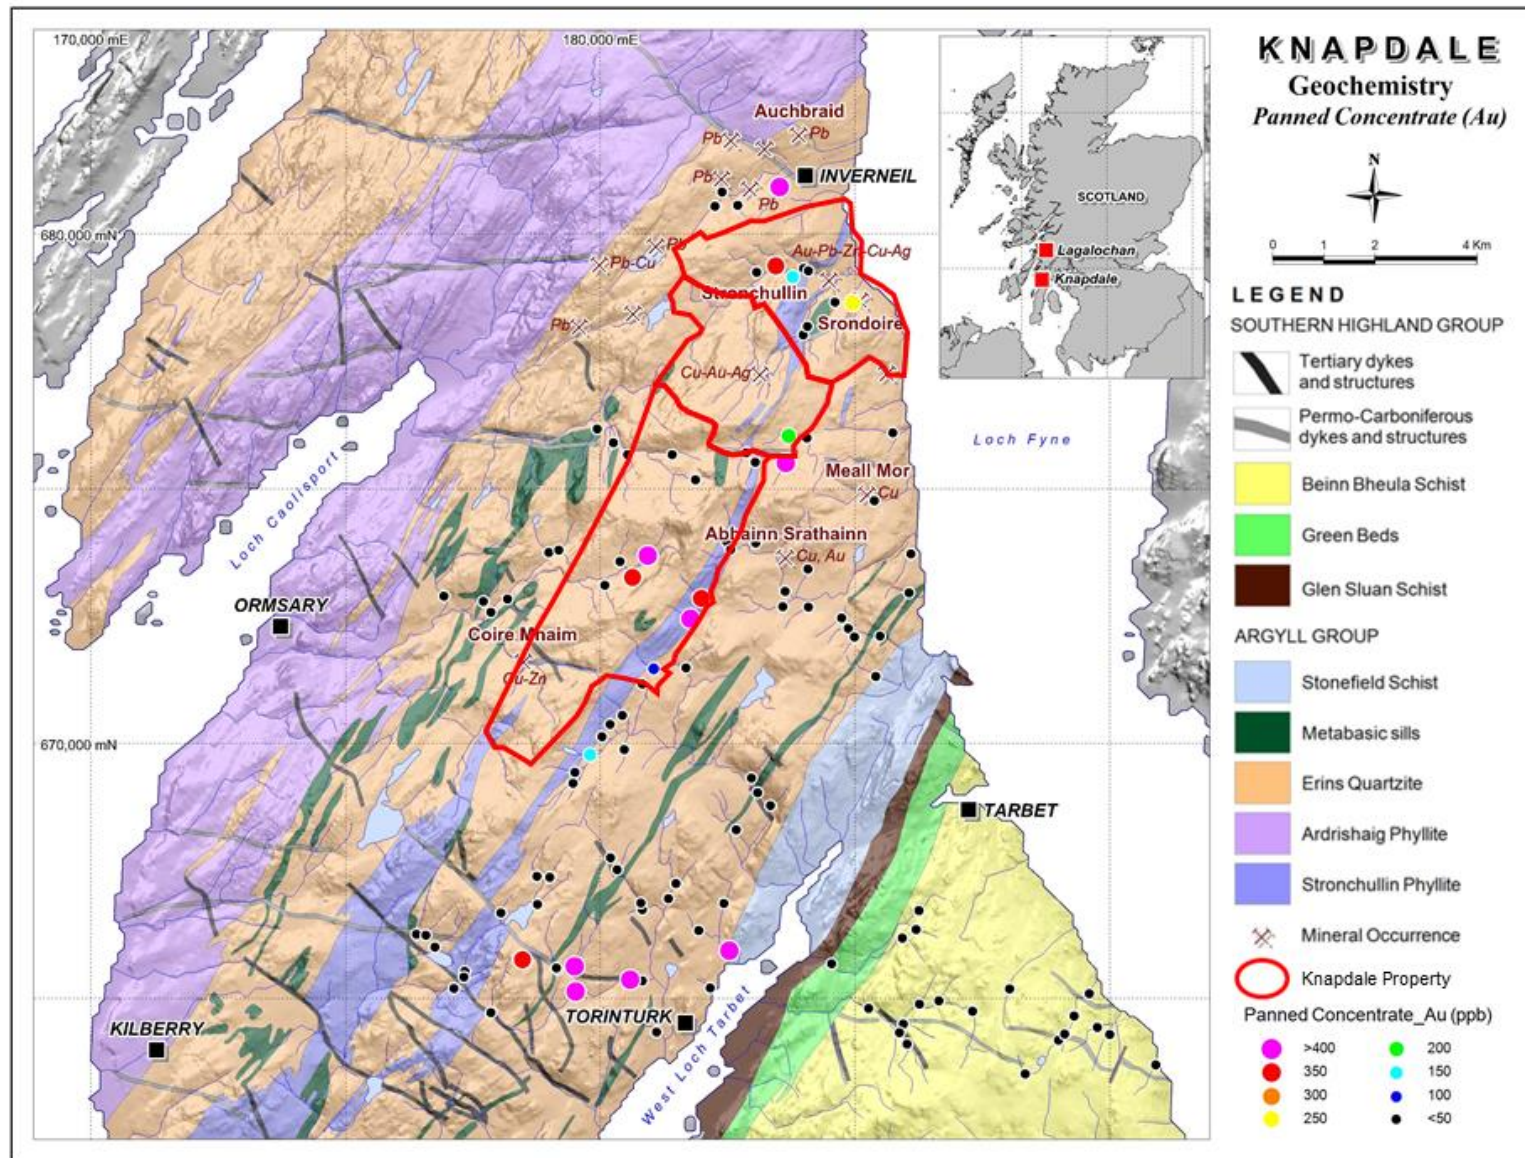 170,000 mE
180,000 mE
680,000 mN
670,000 mN
Auchbraid
Pb
Pb
Pb
Pb
INVERNEIL
Pb
Pb-Cu
Au-Pb-Zn-Cu-Ag
Stronchullin
Srondoire
Pb
Cu-Au-Ag
Loch Fyne
Meall Mor
Cu
Abhainn Srathainn
Cu, Au
Loch Caolisport
ORMSARY
Coire Mhaim
Cu-Zn
TARBET
TORINTURK
West Loch Tarbet
KILBERRY
SCOTLAND
Lagalochan
Knapdale
KNAPDALE
Geochemistry
Panned Concentrate (Au)
N
0 1 2 4 Km
LEGEND
SOUTHERN HIGHLAND GROUP
Tertiary dykes
and structures
Permo-Carboniferous
dykes and structures
Beinn Bheula Schist
Green Beds
Glen Sluan Schist
ARGYLL GROUP
Stonefield Schist
Metabasic sills
Erins Quartzite
Ardrishaig Phyllite
Stronchullin Phyllite
Mineral Occurrence
Knapdale Property
Panned Concentrate_Au (ppb)
>400 200
350 150
300 100
250 <50